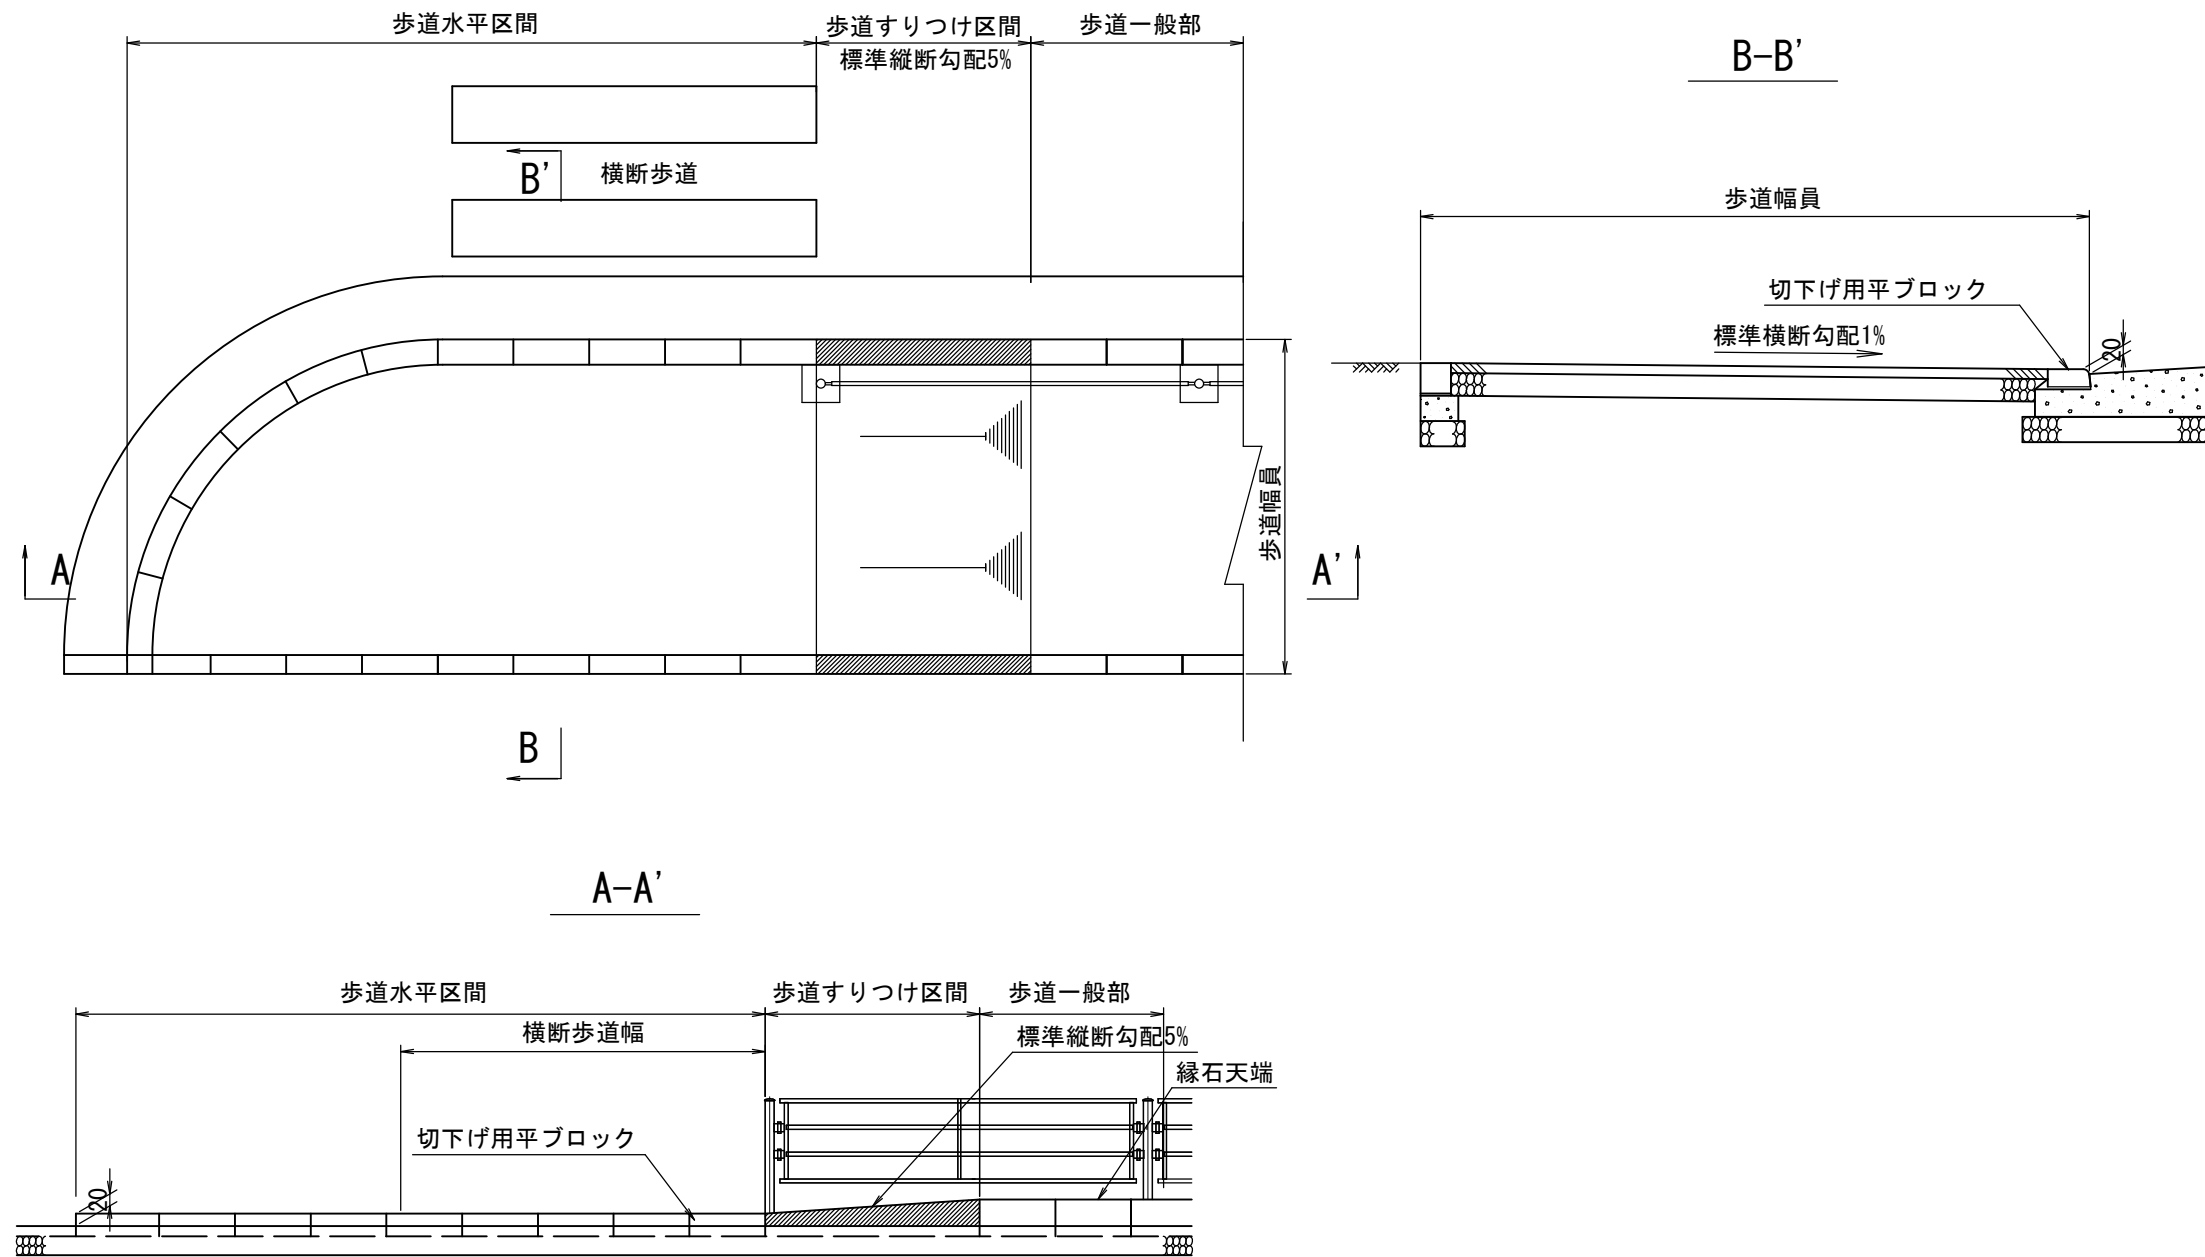 歩道水平区間
歩道すりつけ区間
標準縦断勾配5%
歩道一般部
B'
横断歩道
A
A'
歩道幅員
B
B-B'
歩道幅員
切下げ用平ブロック
標準横断勾配1%
20
A-A'
歩道水平区間
歩道すりつけ区間
歩道一般部
横断歩道幅
標準縦断勾配5%
縁石天端
切下げ用平ブロック
20